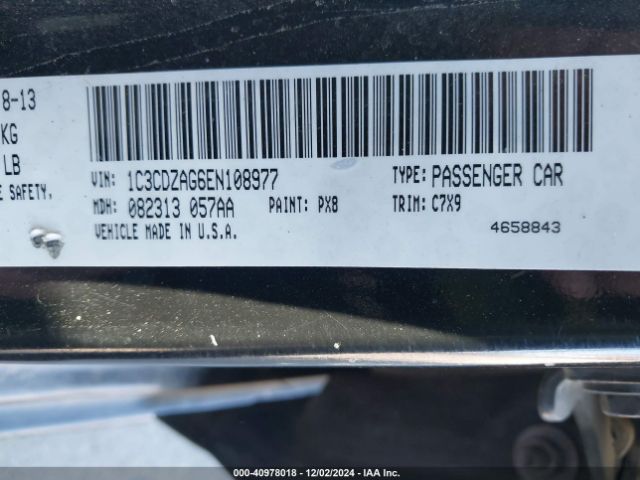 8-13
KG
LB
E SAFETY,
VIN: 1C3CDZAG6EN108977 TYPE: PASSENGER CAR
MDH: 082313 057AA PAINT: PX8 TRIM: C7X9
VEHICLE MADE IN U.S.A. 4658843
000-40978018 - 12/02/2024 - IAA Inc.